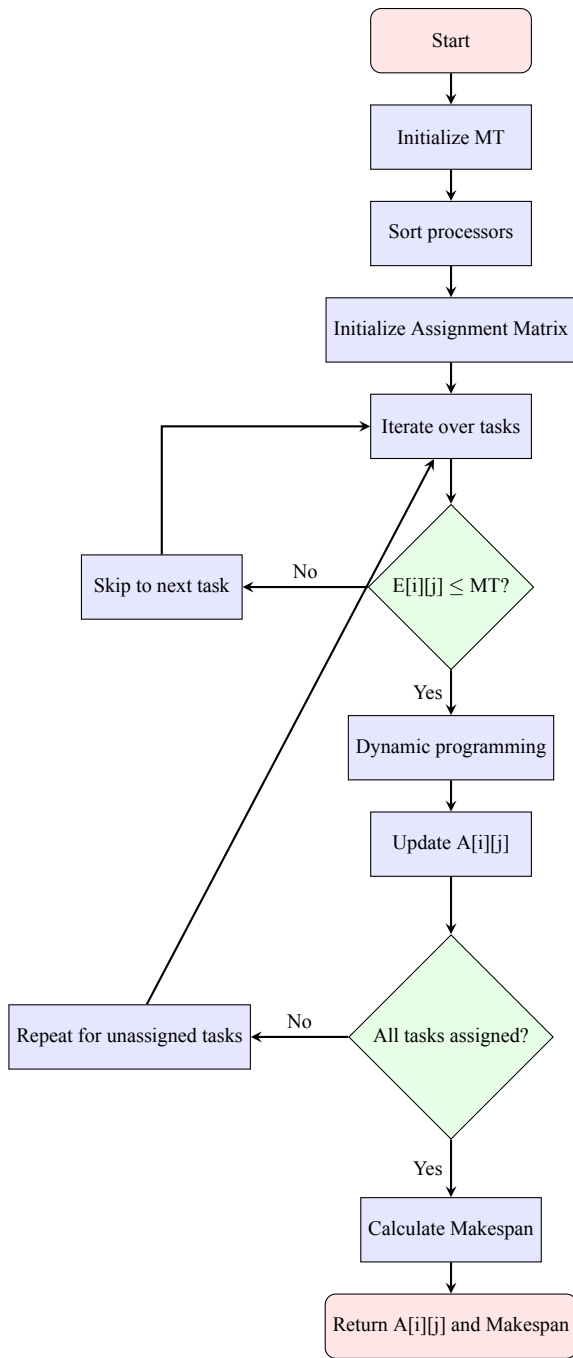 Start
Initialize MT
Sort processors
Initialize Assignment Matrix
Iterate over tasks
Skip to next task
No
E[i][j] ≤ MT?
Yes
Dynamic programming
Update A[i][j]
Repeat for unassigned tasks
No
All tasks assigned?
Yes
Calculate Makespan
Return A[i][j] and Makespan